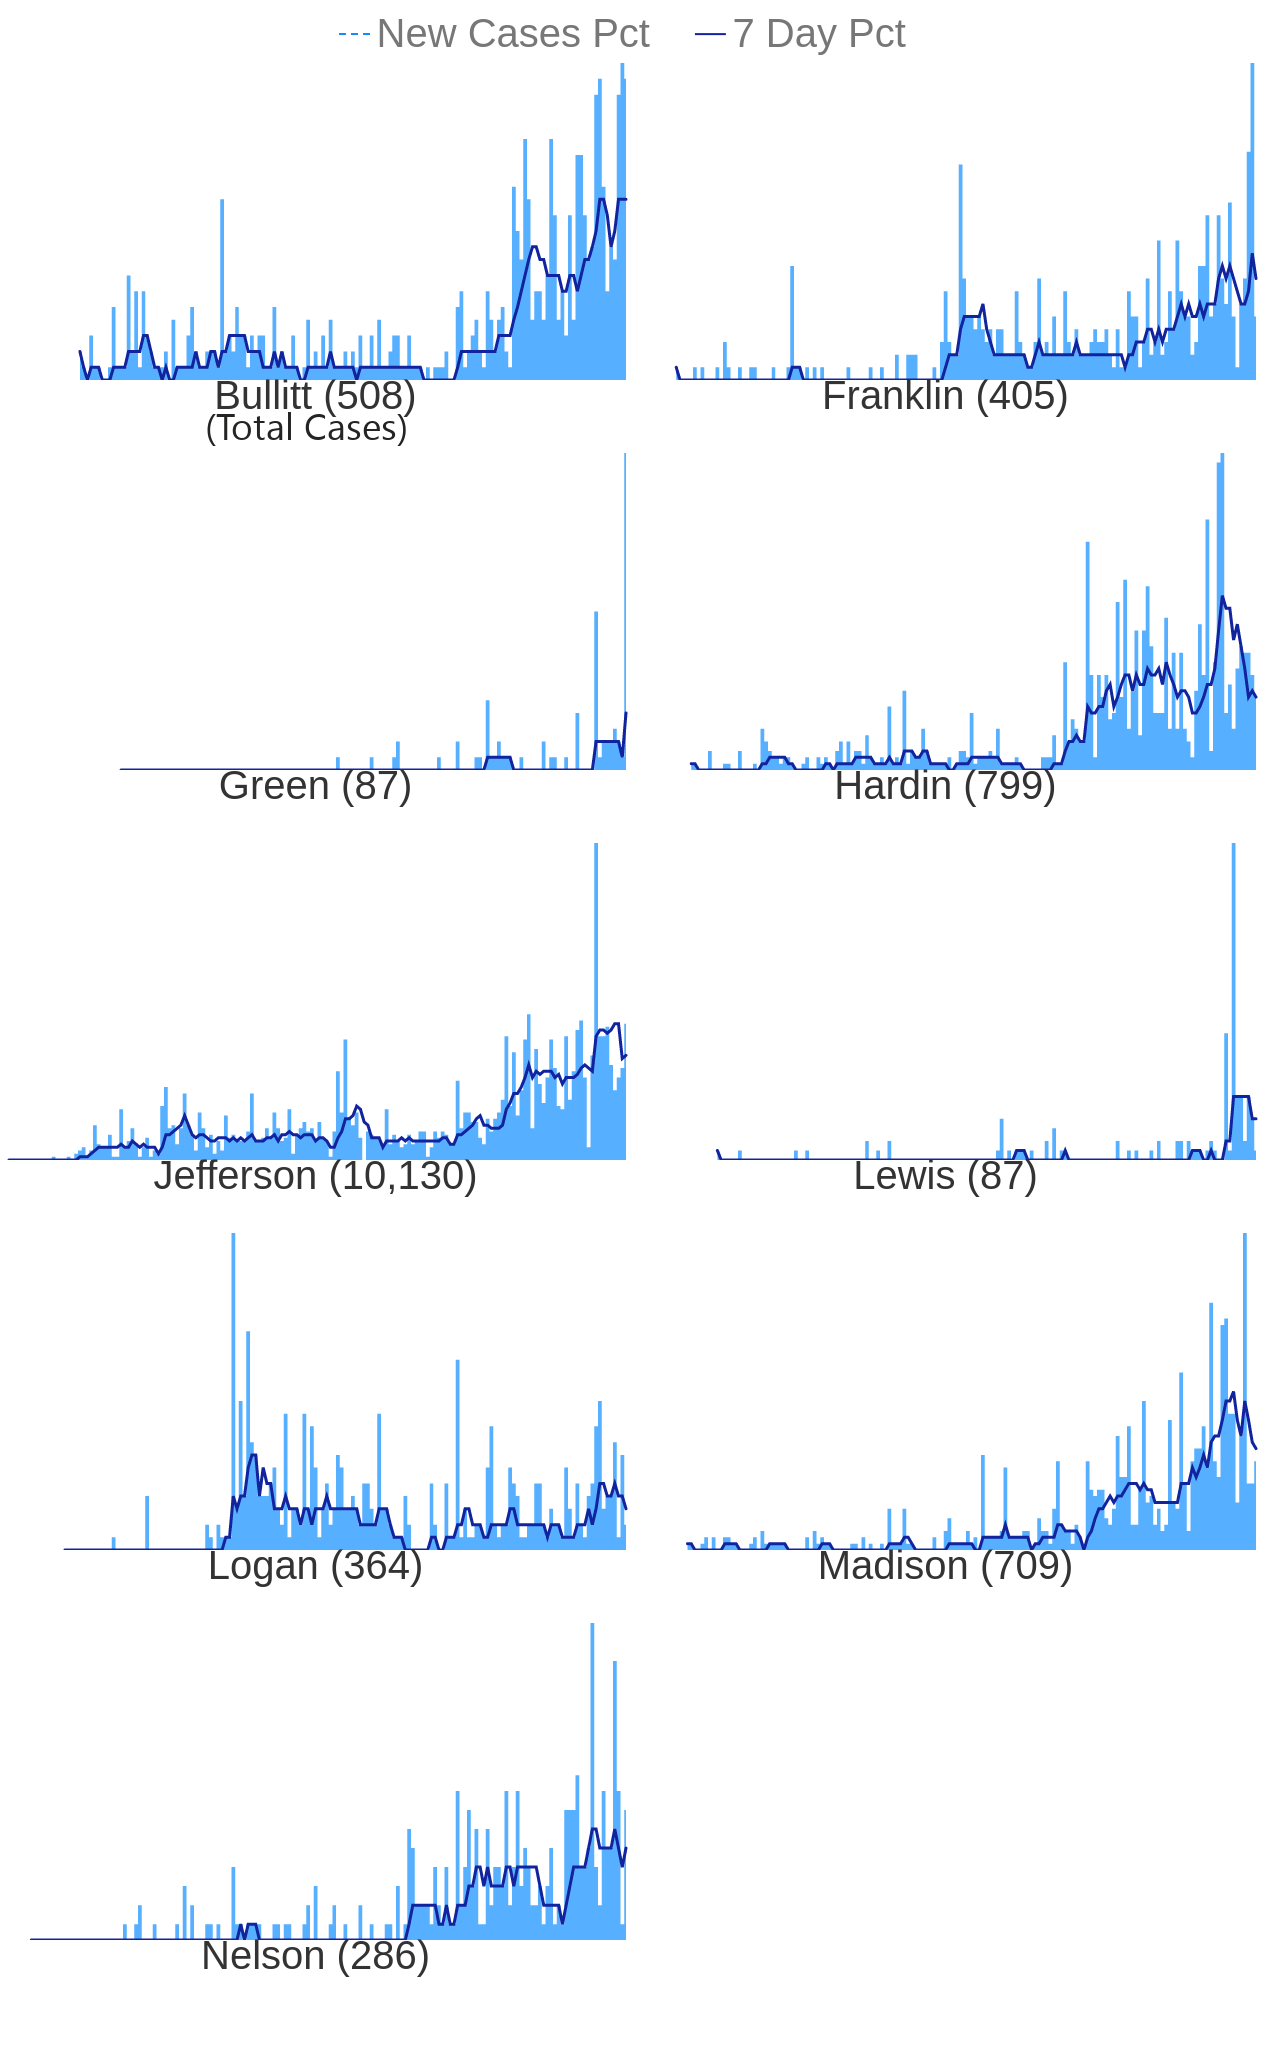 New Cases Pct 7 Day Pct
Bullitt (508) Franklin (405)
(Total Cases)
Green (87) Hardin (799)
Jefferson (10,130) Lewis (87)
Logan (364) Madison (709)
Nelson (286)